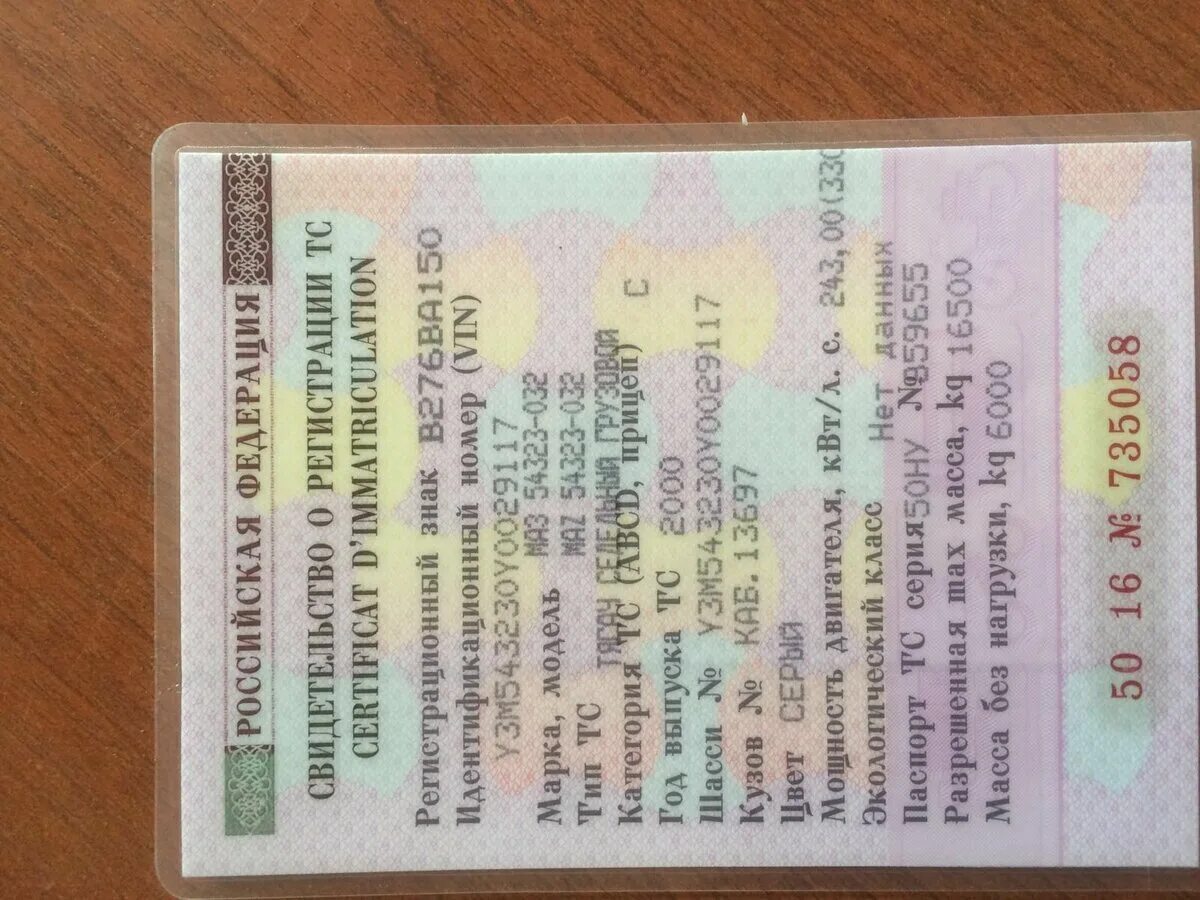 РОССИЙСКАЯ ФЕДЕРАЦИЯ
СВИДЕТЕЛЬСТВО О РЕГИСТРАЦИИ ТС
CERTIFICAT D'IMMATRICULATION
Регистрационный знак В276ВА150
Идентификационный номер (VIN)
Y3M543230Y0029117
Марка, модель МАЗ 54323-032
MAZ 54323-032
Тип ТС ТЯГАЧ СЕДЕЛЬНЫЙ ГРУЗОВОЙ
Категория ТС (ABCD, прицеп) C
Год выпуска ТС 2000
Шасси № Y3M543230Y0029117
Кузов № КАБ.13697
Цвет СЕРЫЙ
Мощность двигателя, кВт/л. с. 243,00(330
Экологический класс Нет данных
Паспорт ТС серия 50НУ № 859655
Разрешенная max масса, kg 16500
Масса без нагрузки, kg 6000
50 16 № 735058